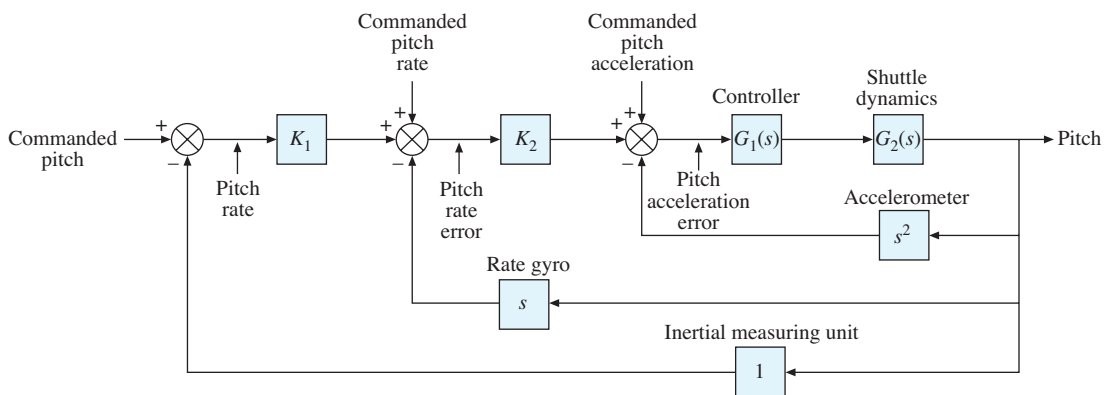 Commanded
pitch
rate
Commanded
pitch
acceleration
Controller
Shuttle
dynamics
Commanded
pitch
+
−
K₁
+
+
−
K₂
+
+
−
G₁(s)
G₂(s)
Pitch
Pitch
rate
Pitch
rate
error
Pitch
acceleration
error
Accelerometer
s²
Rate gyro
s
Inertial measuring unit
1